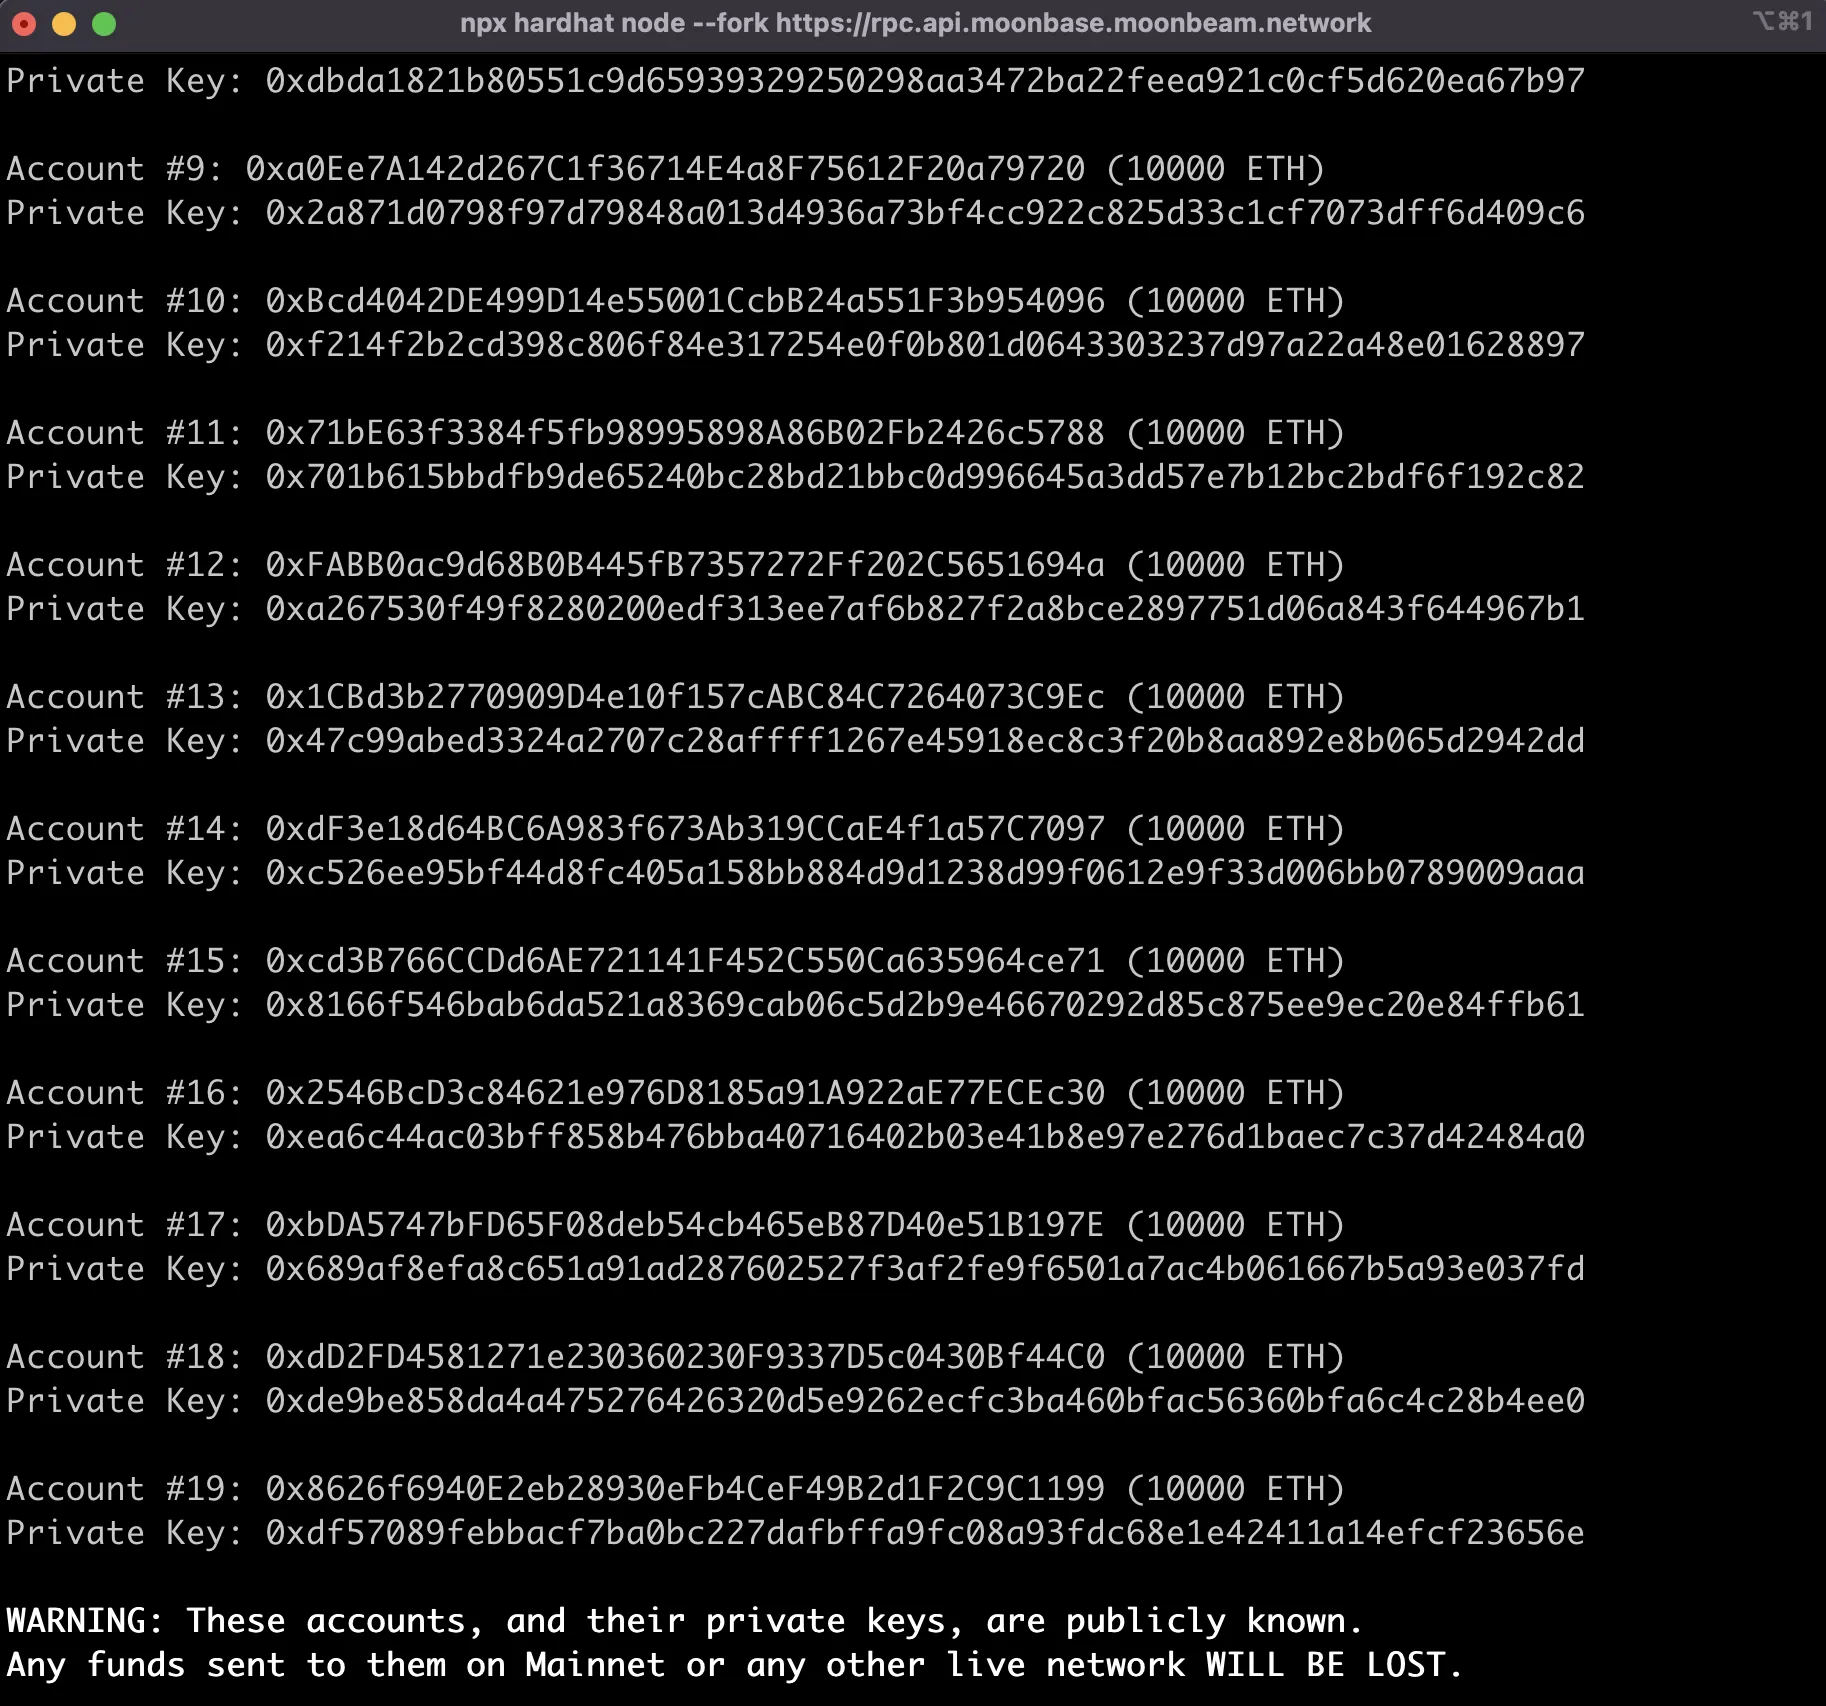 npx hardhat node --fork https://rpc.api.moonbase.moonbeam.network ⌥⌘1
Private Key: 0xdbda1821b80551c9d65939329250298aa3472ba22feea921c0cf5d620ea67b97
Account #9: 0xa0Ee7A142d267C1f36714E4a8F75612F20a79720 (10000 ETH)
Private Key: 0x2a871d0798f97d79848a013d4936a73bf4cc922c825d33c1cf7073dff6d409c6
Account #10: 0xBcd4042DE499D14e55001CcbB24a551F3b954096 (10000 ETH)
Private Key: 0xf214f2b2cd398c806f84e317254e0f0b801d0643303237d97a22a48e01628897
Account #11: 0x71bE63f3384f5fb98995898A86B02Fb2426c5788 (10000 ETH)
Private Key: 0x701b615bbdfb9de65240bc28bd21bbc0d996645a3dd57e7b12bc2bdf6f192c82
Account #12: 0xFABB0ac9d68B0B445fB7357272Ff202C5651694a (10000 ETH)
Private Key: 0xa267530f49f8280200edf313ee7af6b827f2a8bce2897751d06a843f644967b1
Account #13: 0x1CBd3b2770909D4e10f157cABC84C7264073C9Ec (10000 ETH)
Private Key: 0x47c99abed3324a2707c28affff1267e45918ec8c3f20b8aa892e8b065d2942dd
Account #14: 0xdF3e18d64BC6A983f673Ab319CCaE4f1a57C7097 (10000 ETH)
Private Key: 0xc526ee95bf44d8fc405a158bb884d9d1238d99f0612e9f33d006bb0789009aaa
Account #15: 0xcd3B766CCDd6AE721141F452C550Ca635964ce71 (10000 ETH)
Private Key: 0x8166f546bab6da521a8369cab06c5d2b9e46670292d85c875ee9ec20e84ffb61
Account #16: 0x2546BcD3c84621e976D8185a91A922aE77ECEc30 (10000 ETH)
Private Key: 0xea6c44ac03bff858b476bba40716402b03e41b8e97e276d1baec7c37d42484a0
Account #17: 0xbDA5747bFD65F08deb54cb465eB87D40e51B197E (10000 ETH)
Private Key: 0x689af8efa8c651a91ad287602527f3af2fe9f6501a7ac4b061667b5a93e037fd
Account #18: 0xdD2FD4581271e230360230F9337D5c0430Bf44C0 (10000 ETH)
Private Key: 0xde9be858da4a475276426320d5e9262ecfc3ba460bfac56360bfa6c4c28b4ee0
Account #19: 0x8626f6940E2eb28930eFb4CeF49B2d1F2C9C1199 (10000 ETH)
Private Key: 0xdf57089febbacf7ba0bc227dafbffa9fc08a93fdc68e1e42411a14efcf23656e
WARNING: These accounts, and their private keys, are publicly known.
Any funds sent to them on Mainnet or any other live network WILL BE LOST.